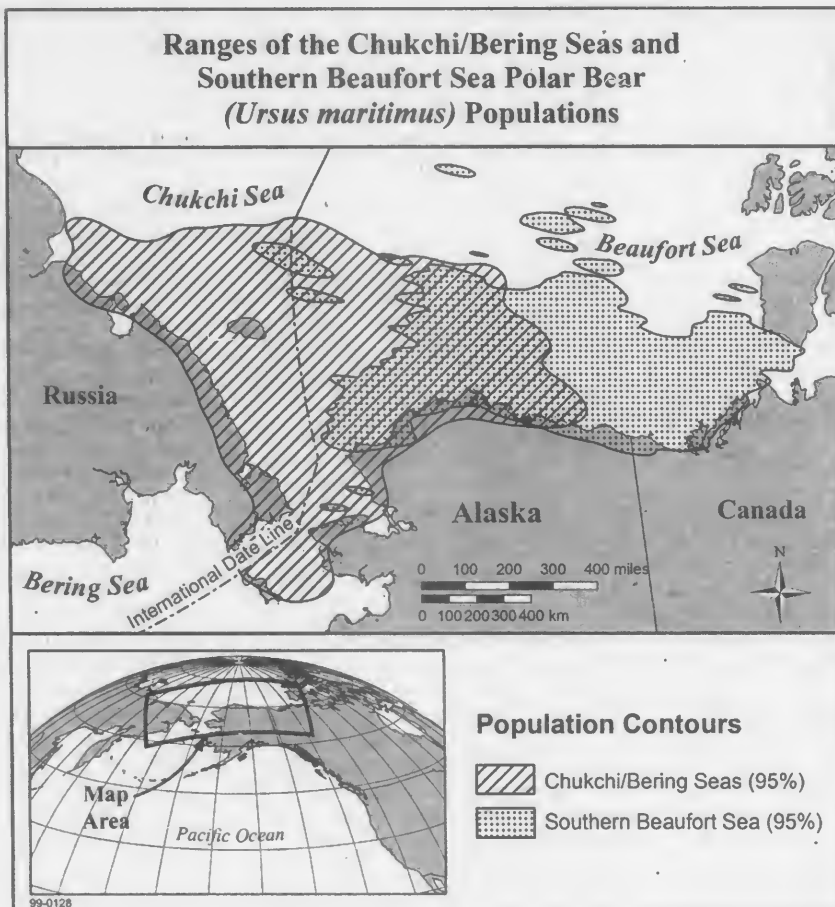 Ranges of the Chukchi/Bering Seas and
Southern Beaufort Sea Polar Bear
(Ursus maritimus) Populations
Chukchi Sea
Beaufort Sea
Russia
Alaska
Canada
Bering Sea
International Date Line
N
0 100 200 300 400 miles
0 100 200 300 400 km
Map
Area
Pacific Ocean
Population Contours
Chukchi/Bering Seas (95%)
Southern Beaufort Sea (95%)
99-0128